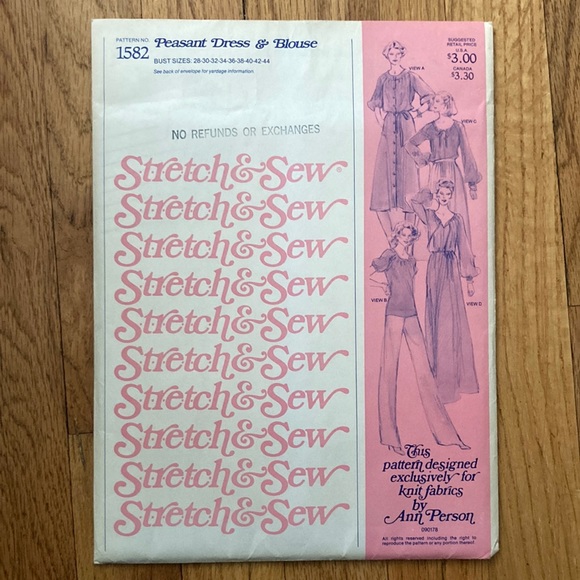 PATTERN NO.
1582
Peasant Dress & Blouse
BUST SIZES: 28-30-32-34-36-38-40-42-44
See back of envelope for yardage information.
SUGGESTED
RETAIL PRICE
U.S.A.
$3.00
CANADA
$3.30
NO REFUNDS OR EXCHANGES
VIEW A
VIEW C
VIEW B
VIEW D
Stretch & Sew®
Stretch & Sew
Stretch & Sew
Stretch & Sew
Stretch & Sew
Stretch & Sew
Stretch & Sew
Stretch & Sew
Stretch & Sew
Stretch & Sew
This
pattern designed
exclusively for
knit fabrics
by
Ann Person
090178
All rights reserved including the right to
reproduce the pattern or any portion thereof.